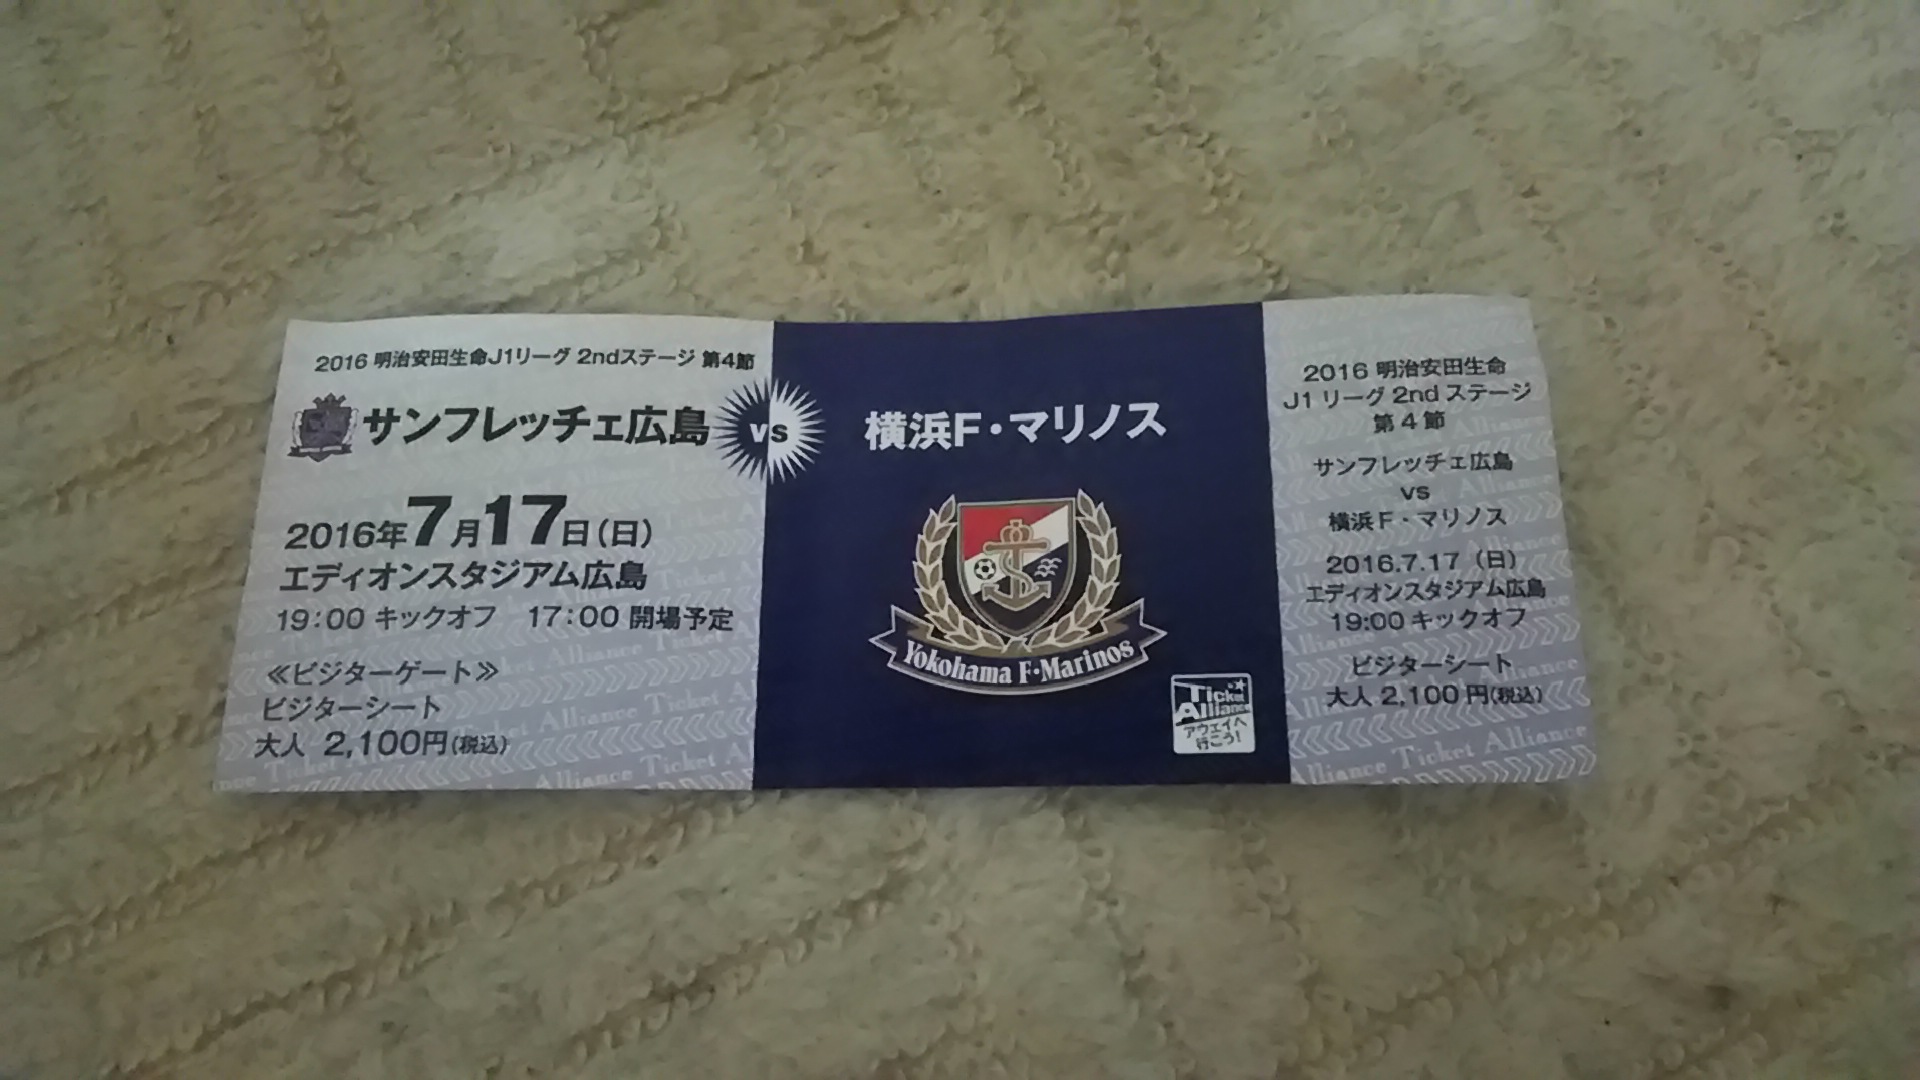 2016 明治安田生命J1リーグ 2ndステージ 第4節
サンフレッチェ広島
vs
横浜F・マリノス
2016年7月17日(日)
エディオンスタジアム広島
19:00 キックオフ 17:00 開場予定
≪ビジターゲート≫
ビジターシート
大人 2,100円(税込)
Yokohama F・Marinos
Ticket
Alliance
アウェイへ
行こう!
2016 明治安田生命
J1 リーグ 2nd ステージ
第4節
サンフレッチェ広島
vs
横浜F・マリノス
2016.7.17 (日)
エディオンスタジアム広島
19:00 キックオフ
ビジターシート
大人 2,100 円(税込)